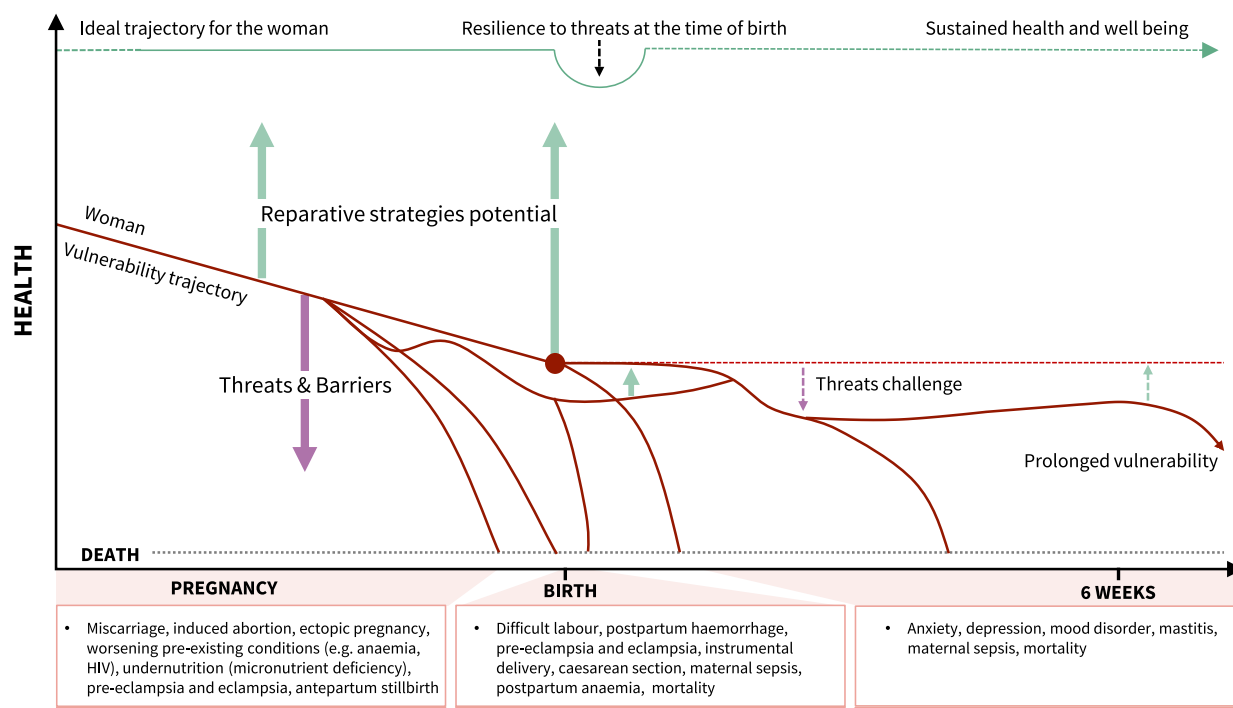 Ideal trajectory for the woman
Resilience to threats at the time of birth
Sustained health and well being
Woman
Vulnerability trajectory
Reparative strategies potential
HEALTH
Threats & Barriers
Threats challenge
Prolonged vulnerability
DEATH
PREGNANCY
BIRTH
6 WEEKS
• Miscarriage, induced abortion, ectopic pregnancy,
worsening pre-existing conditions (e.g. anaemia,
HIV), undernutrition (micronutrient deficiency),
pre-eclampsia and eclampsia, antepartum stillbirth
• Difficult labour, postpartum haemorrhage,
pre-eclampsia and eclampsia, instrumental
delivery, caesarean section, maternal sepsis,
postpartum anaemia, mortality
• Anxiety, depression, mood disorder, mastitis,
maternal sepsis, mortality